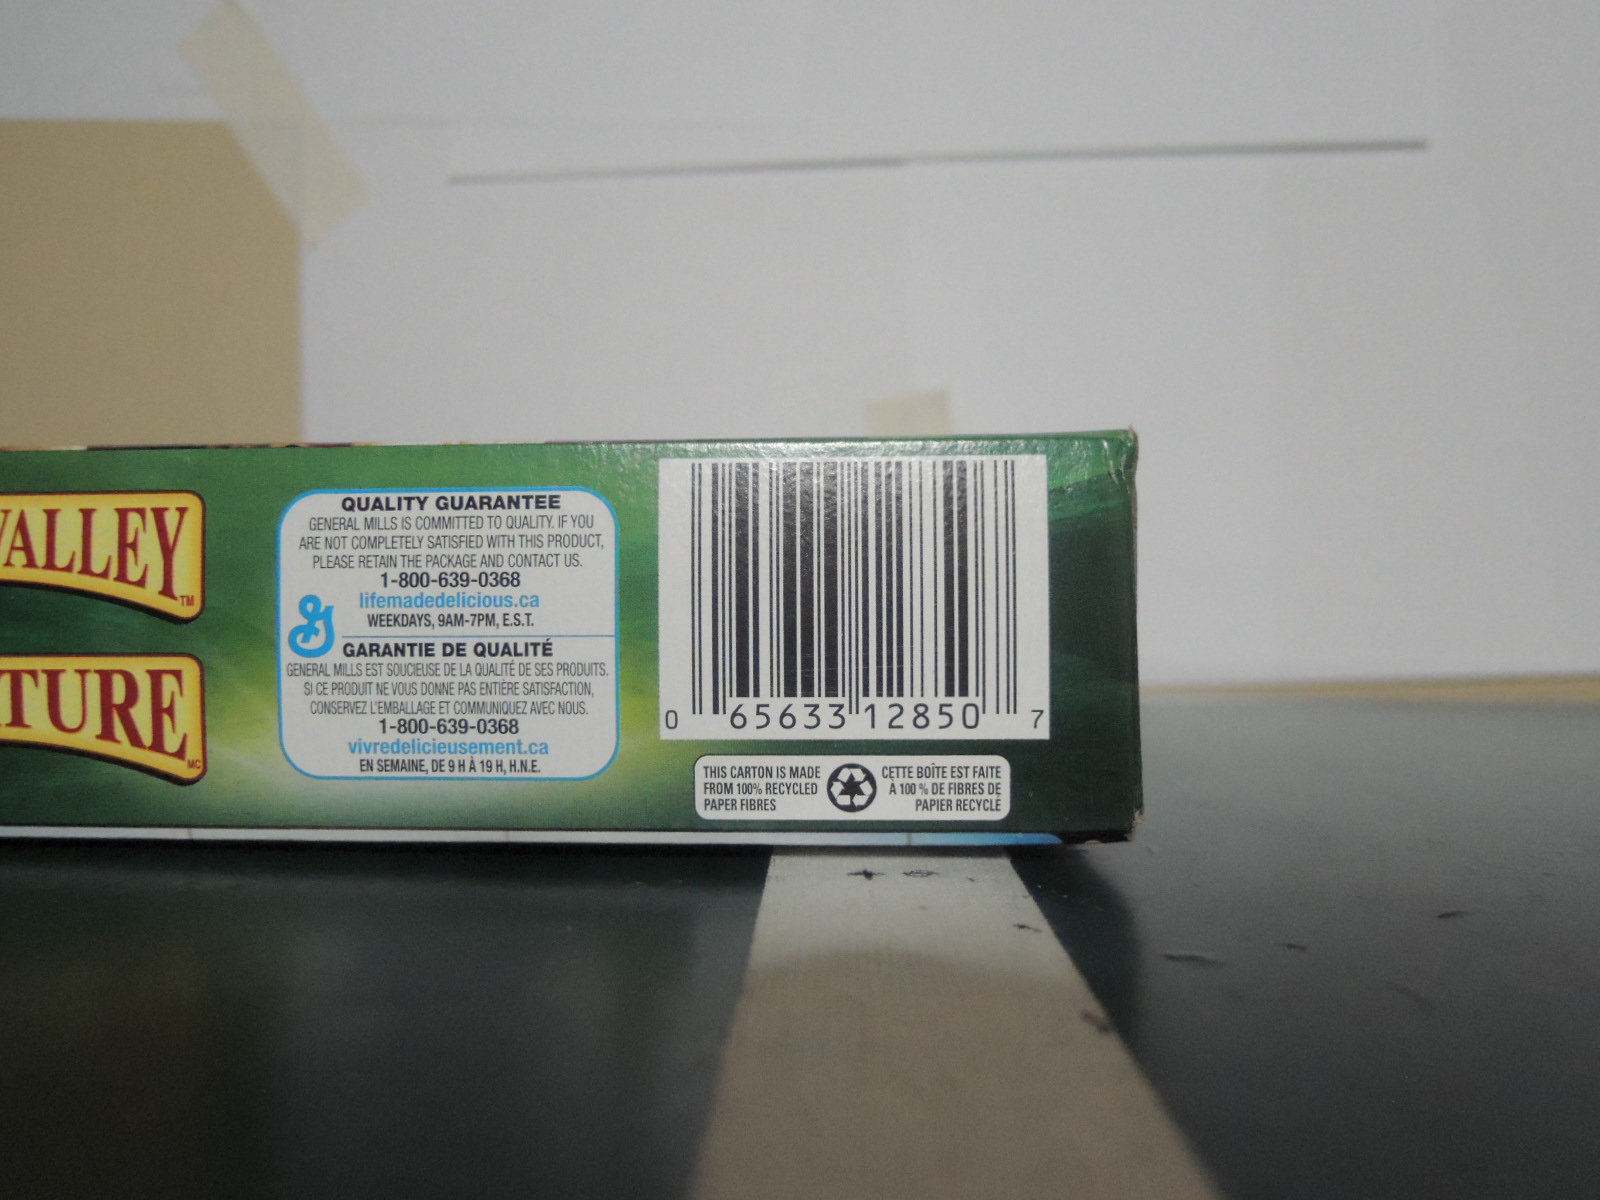 VALLEY™
TURE
MC
QUALITY GUARANTEE
GENERAL MILLS IS COMMITTED TO QUALITY. IF YOU
ARE NOT COMPLETELY SATISFIED WITH THIS PRODUCT,
PLEASE RETAIN THE PACKAGE AND CONTACT US.
1-800-639-0368
lifemadedelicious.ca
WEEKDAYS, 9AM-7PM, E.S.T.
GARANTIE DE QUALITÉ
GENERAL MILLS EST SOUCIEUSE DE LA QUALITÉ DE SES PRODUITS.
SI CE PRODUIT NE VOUS DONNE PAS ENTIÈRE SATISFACTION,
CONSERVEZ L'EMBALLAGE ET COMMUNIQUEZ AVEC NOUS.
1-800-639-0368
vivredelicieusement.ca
EN SEMAINE, DE 9 H À 19 H, H.N.E.
0 65633 12850 7
THIS CARTON IS MADE
FROM 100% RECYCLED
PAPER FIBRES
CETTE BOÎTE EST FAITE
À 100 % DE FIBRES DE
PAPIER RECYCLÉ